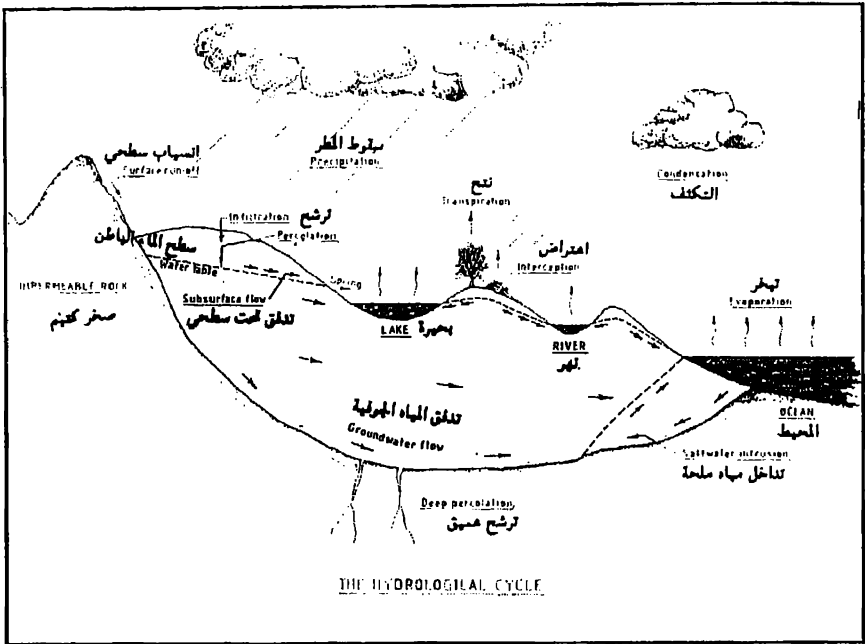 انسياب سطحي
Surface run-off
سقوط المطر
Precipitation
Condensation
التكثف
نتح
Transpiration
Infiltration ترشح
Percolation
سطح الماء الباطن
Water table
اعتراض
Interception
Spring
IMPERMEABLE ROCK
صخر كتيم
Subsurface flow
تدفق تحت سطحي
LAKE بحيرة
RIVER
نهر
تبخر
Evaporation
OCEAN
المحيط
تدفق المياه الجوفية
Groundwater flow
Saltwater intrusion
تداخل مياه ملحة
Deep percolation
ترشح عميق
THE HYDROLOGICAL CYCLE